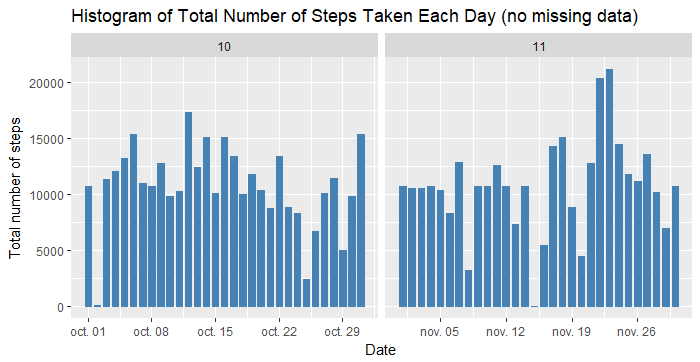 Histogram of Total Number of Steps Taken Each Day (no missing data)
10
11
Total number of steps
20000
15000
10000
5000
0
oct. 01
oct. 08
oct. 15
oct. 22
oct. 29
nov. 05
nov. 12
nov. 19
nov. 26
Date